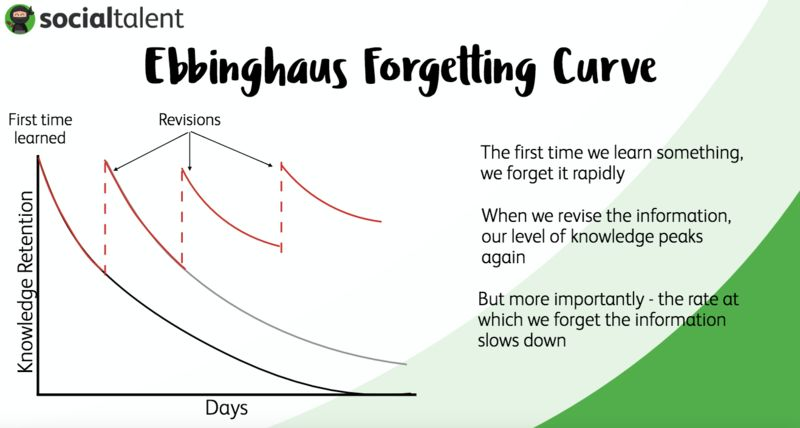 socialtalent
Ebbinghaus Forgetting Curve
First time
learned
Revisions
Knowledge Retention
Days
The first time we learn something,
we forget it rapidly
When we revise the information,
our level of knowledge peaks
again
But more importantly - the rate at
which we forget the information
slows down